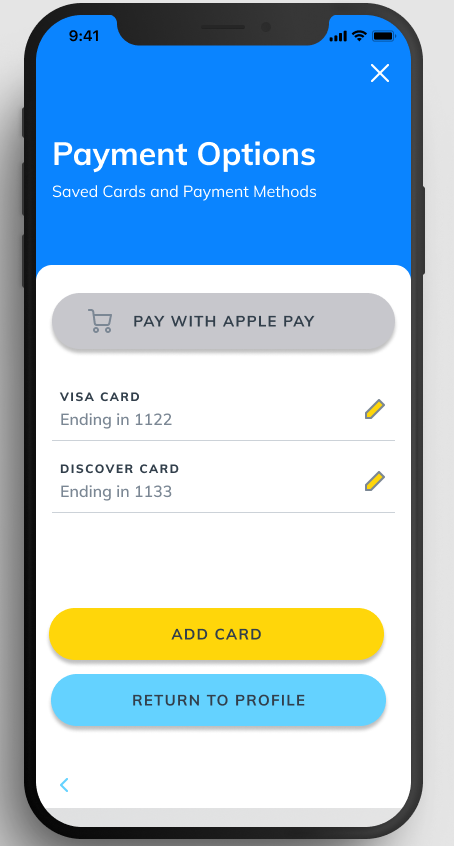 9:41
Payment Options
Saved Cards and Payment Methods
PAY WITH APPLE PAY
VISA CARD
Ending in 1122
DISCOVER CARD
Ending in 1133
ADD CARD
RETURN TO PROFILE